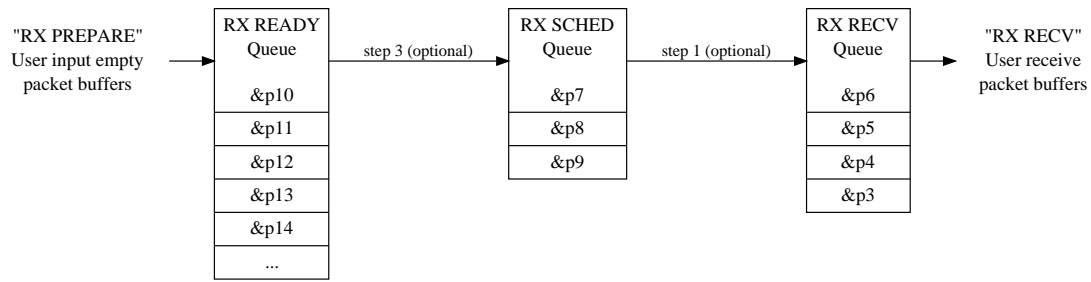 "RX PREPARE"
User input empty
packet buffers
RX READY
Queue
&p10
&p11
&p12
&p13
&p14
...
step 3 (optional)
RX SCHED
Queue
&p7
&p8
&p9
step 1 (optional)
RX RECV
Queue
&p6
&p5
&p4
&p3
"RX RECV"
User receive
packet buffers